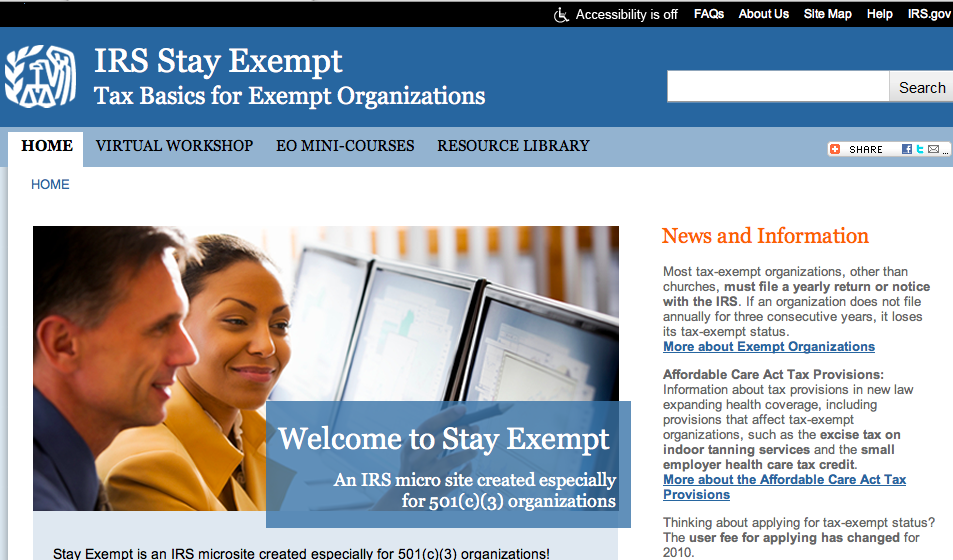 Accessibility is off FAQs About Us Site Map Help IRS.gov
IRS Stay Exempt
Tax Basics for Exempt Organizations
Search
HOME VIRTUAL WORKSHOP EO MINI-COURSES RESOURCE LIBRARY
SHARE ...
HOME
Welcome to Stay Exempt
An IRS micro site created especially
for 501(c)(3) organizations
Stay Exempt is an IRS microsite created especially for 501(c)(3) organizations!
News and Information
Most tax-exempt organizations, other than
churches, must file a yearly return or notice
with the IRS. If an organization does not file
annually for three consecutive years, it loses
its tax-exempt status.
More about Exempt Organizations
Affordable Care Act Tax Provisions:
Information about tax provisions in new law
expanding health coverage, including
provisions that affect tax-exempt
organizations, such as the excise tax on
indoor tanning services and the small
employer health care tax credit.
More about the Affordable Care Act Tax
Provisions
Thinking about applying for tax-exempt status?
The user fee for applying has changed for
2010.